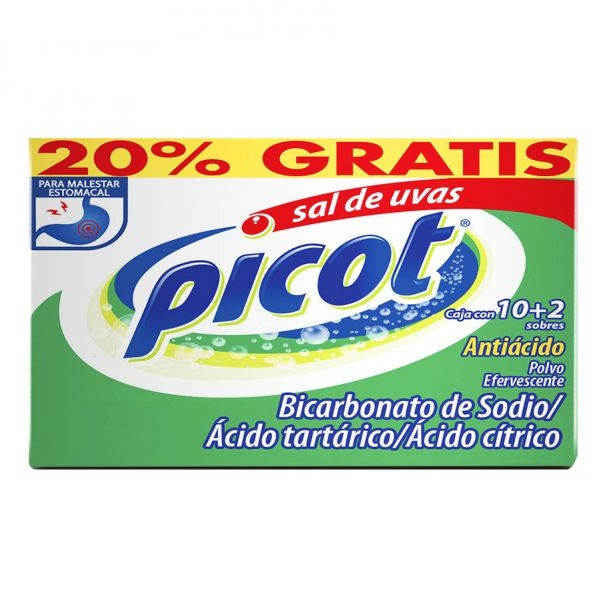 20% GRATIS
PARA MALESTAR
ESTOMACAL
sal de uvas
picot®
Caja con 10+2
sobres
Antiácido
Polvo
Efervescente
Bicarbonato de Sodio/
Ácido tartárico/Ácido cítrico